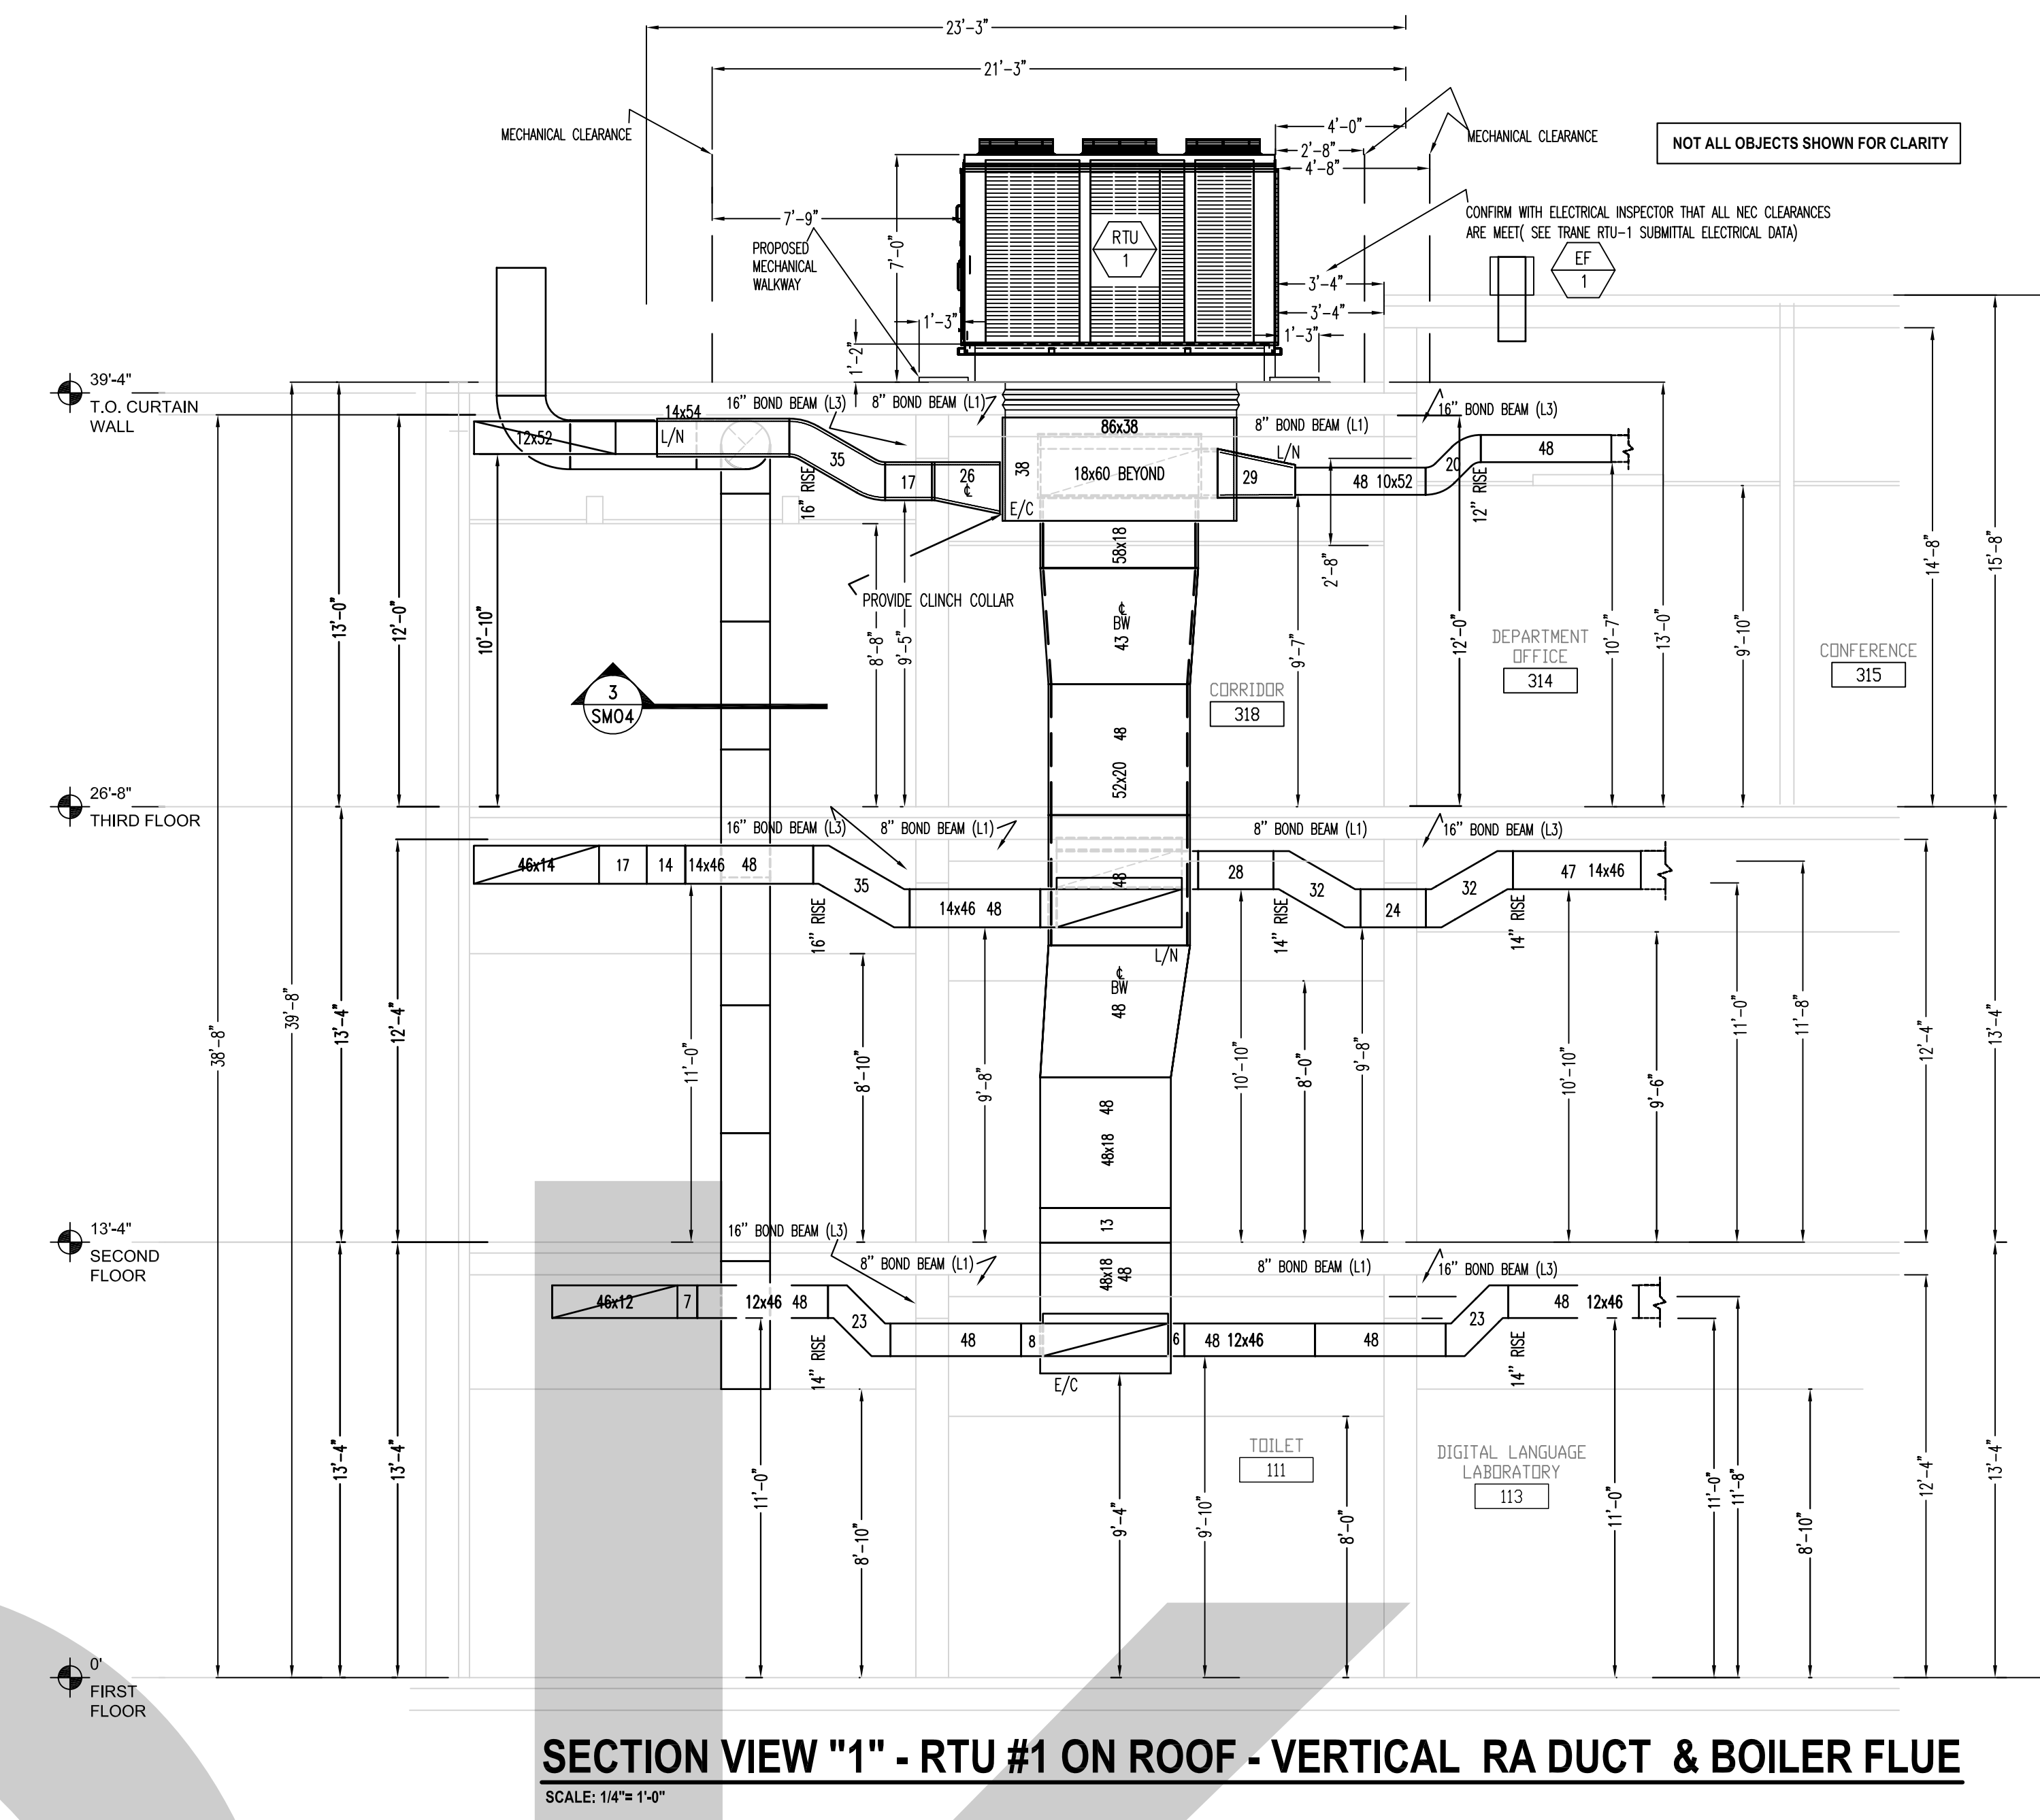 23'-3"
21'-3"
MECHANICAL CLEARANCE
4'-0"
2'-8"
4'-8"
MECHANICAL CLEARANCE
NOT ALL OBJECTS SHOWN FOR CLARITY
7'-9"
PROPOSED
MECHANICAL
WALKWAY
7'-0"
RTU
1
CONFIRM WITH ELECTRICAL INSPECTOR THAT ALL NEC CLEARANCES
ARE MEET( SEE TRANE RTU-1 SUBMITTAL ELECTRICAL DATA)
EF
1
3'-4"
3'-4"
1'-3"
1'-3"
1'-2"
39'-4"
T.O. CURTAIN
WALL
14x54
16" BOND BEAM (L3)
8" BOND BEAM (L1)
16" BOND BEAM (L3)
8" BOND BEAM (L1)
12x52
L/N
35
16" RISE
17
26
℄
38
86x38
18x60 BEYOND
E/C
29
L/N
48 10x52
20
12" RISE
48
58x18
2'-8"
PROVIDE CLINCH COLLAR
13'-0"
12'-0"
10'-10"
8'-8"
9'-5"
℄
BW
43
9'-7"
12'-0"
10'-7"
13'-0"
9'-10"
14'-8"
15'-8"
DEPARTMENT
OFFICE
314
CONFERENCE
315
CORRIDOR
318
3
SM04
48
52x20
26'-8"
THIRD FLOOR
16" BOND BEAM (L3)
8" BOND BEAM (L1)
8" BOND BEAM (L1)
16" BOND BEAM (L3)
46x14
17
14
14x46 48
35
16" RISE
14x46 48
48
28
14" RISE
32
24
32
14" RISE
47 14x46
L/N
℄
BW
48
38'-8"
39'-8"
13'-4"
12'-4"
11'-0"
8'-10"
9'-8"
10'-10"
8'-0"
9'-8"
10'-10"
9'-6"
11'-0"
11'-8"
12'-4"
13'-4"
48
48x18
13
13'-4"
SECOND
FLOOR
16" BOND BEAM (L3)
8" BOND BEAM (L1)
48x18
48
8" BOND BEAM (L1)
16" BOND BEAM (L3)
46x12
7
12x46 48
23
14" RISE
48
8
6
48 12x46
48
23
14" RISE
48 12x46
E/C
13'-4"
13'-4"
11'-0"
8'-10"
9'-4"
9'-10"
8'-0"
11'-0"
11'-0"
11'-8"
8'-10"
12'-4"
13'-4"
TOILET
111
DIGITAL LANGUAGE
LABORATORY
113
0'
FIRST
FLOOR
SECTION VIEW "1" - RTU #1 ON ROOF - VERTICAL RA DUCT & BOILER FLUE
SCALE: 1/4"= 1'-0"